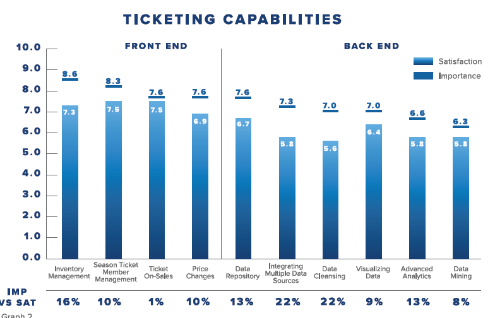 TICKETING CAPABILITIES
FRONT END
BACK END
Satisfaction
Importance
10.0
9.0
8.0
7.0
6.0
5.0
4.0
3.0
2.0
1.0
0.0
8.6 8.3 7.6 7.6 7.6 7.3 7.0 7.0 6.6 6.3
7.3 7.5 7.5 6.9 6.7 5.8 5.6 6.4 5.8 5.8
Inventory
Management
Season Ticket
Member
Management
Ticket
On-Sales
Price
Changes
Data
Repository
Integrating
Multiple Data
Sources
Data
Cleansing
Visualizing
Data
Advanced
Analytics
Data
Mining
IMP
VS SAT
16% 10% 1% 10% 13% 22% 22% 9% 13% 8%
Graph 2